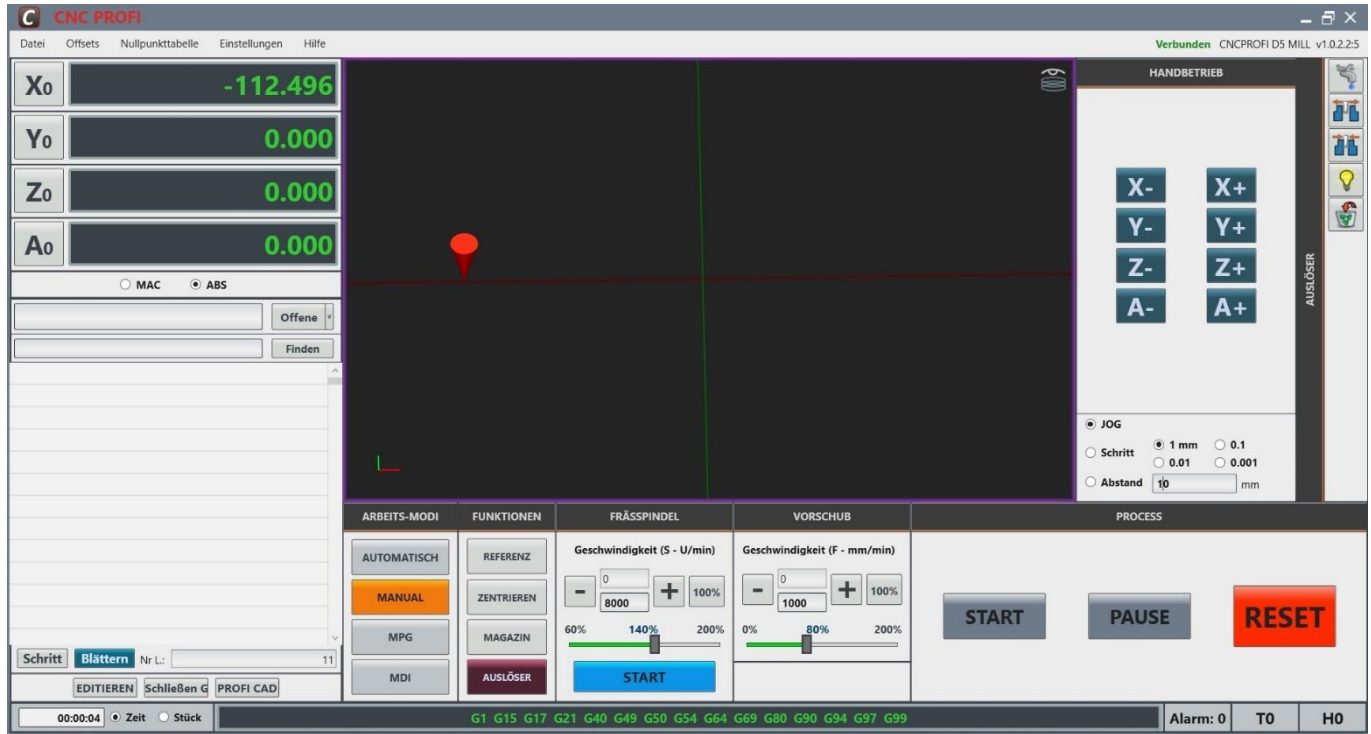 C CNC PROFI
Datei Offsets Nullpunkttabelle Einstellungen Hilfe
Verbunden CNCPROFI D5 MILL v1.0.2.2:5
X0 -112.496
Y0 0.000
Z0 0.000
A0 0.000
MAC ABS
Offene
Finden
Schritt Blättern Nr L.: 11
EDITIEREN Schließen G PROFI CAD
HANDBETRIEB
X- X+
Y- Y+
Z- Z+
A- A+
JOG
Schritt 1 mm 0.1
0.01 0.001
Abstand 10 mm
AUSLÖSER
ARBEITS-MODI
AUTOMATISCH
MANUAL
MPG
MDI
FUNKTIONEN
REFERENZ
ZENTRIEREN
MAGAZIN
AUSLÖSER
FRÄSSPINDEL
Geschwindigkeit (S - U/min)
- 0 + 100%
8000
60% 140% 200%
START
VORSCHUB
Geschwindigkeit (F - mm/min)
- 0 + 100%
1000
0% 80% 200%
PROCESS
START PAUSE RESET
00:00:04 Zeit Stück
G1 G15 G17 G21 G40 G49 G50 G54 G64 G69 G80 G90 G94 G97 G99
Alarm: 0 T0 H0